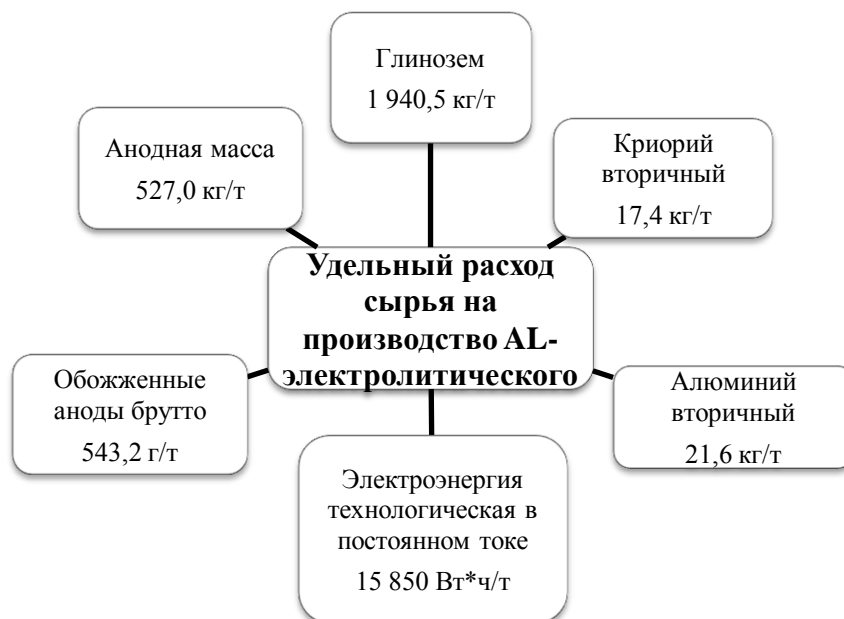 Глинозем
1 940,5 кг/т
Анодная масса
527,0 кг/т
Криорий
вторичный
17,4 кг/т
Удельный расход
сырья на
производство AL-
электролитического
Обожженные
аноды брутто
543,2 г/т
Алюминий
вторичный
21,6 кг/т
Электроэнергия
технологическая в
постоянном токе
15 850 Вт*ч/т